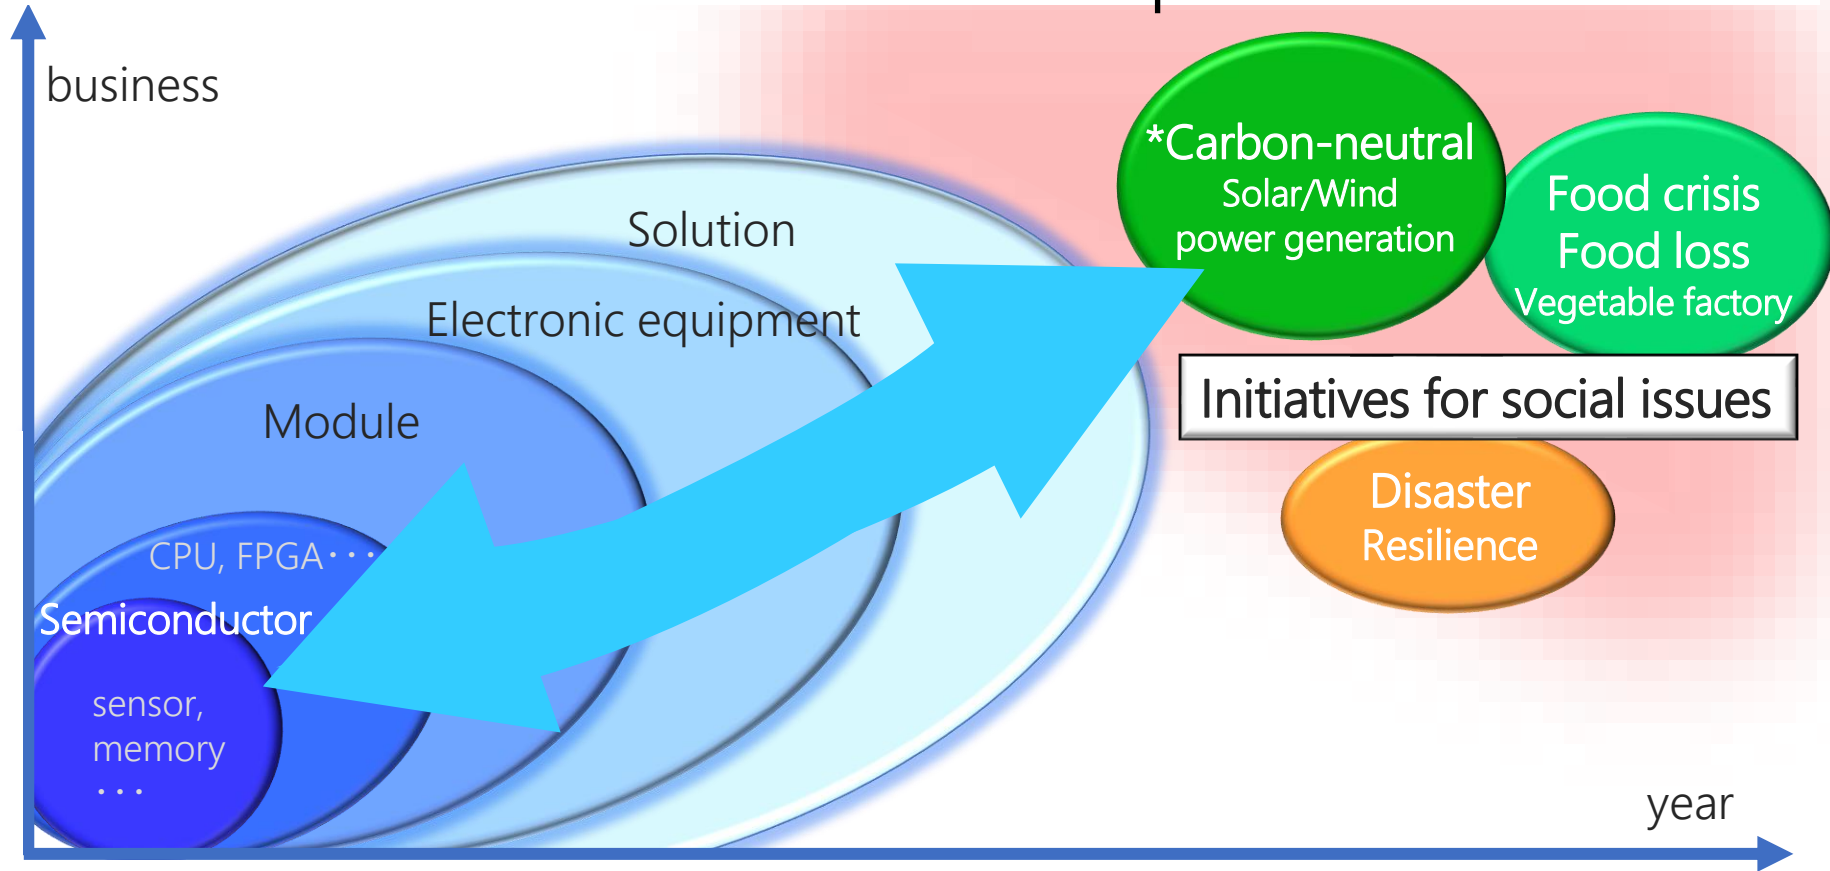 business
*Carbon-neutral
Solar/Wind
power generation
Food crisis
Food loss
Vegetable factory
Solution
Electronic equipment
Initiatives for social issues
Module
Disaster
Resilience
CPU, FPGA･･･
Semiconductor
sensor,
memory
･･･
year